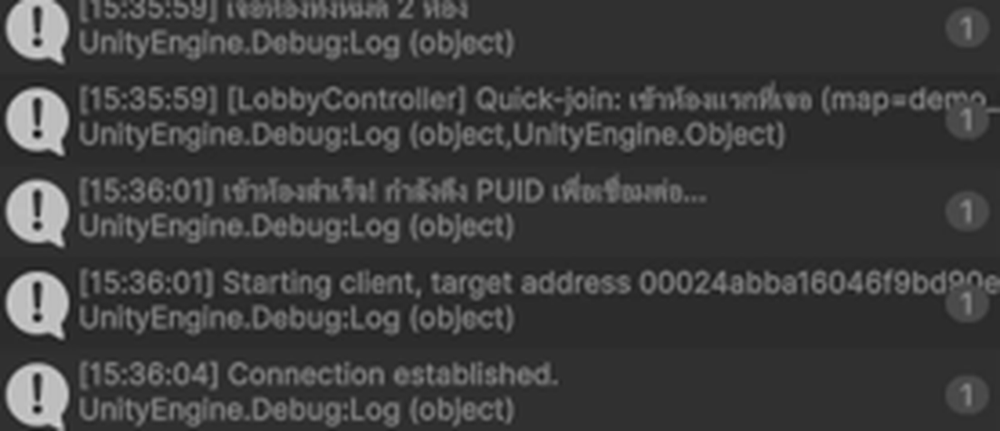 [15:35:59] เจอห้องทั้งหมด 2 ห้อง
UnityEngine.Debug:Log (object)
1
[15:35:59] [LobbyController] Quick-join: เข้าห้องแรกที่เจอ (map=demo_
UnityEngine.Debug:Log (object,UnityEngine.Object)
1
[15:36:01] เข้าห้องสำเร็จ! กำลังดึง PUID เพื่อเชื่อมต่อ...
UnityEngine.Debug:Log (object)
1
[15:36:01] Starting client, target address 00024abba16046f9bd90e
UnityEngine.Debug:Log (object)
1
[15:36:04] Connection established.
UnityEngine.Debug:Log (object)
1